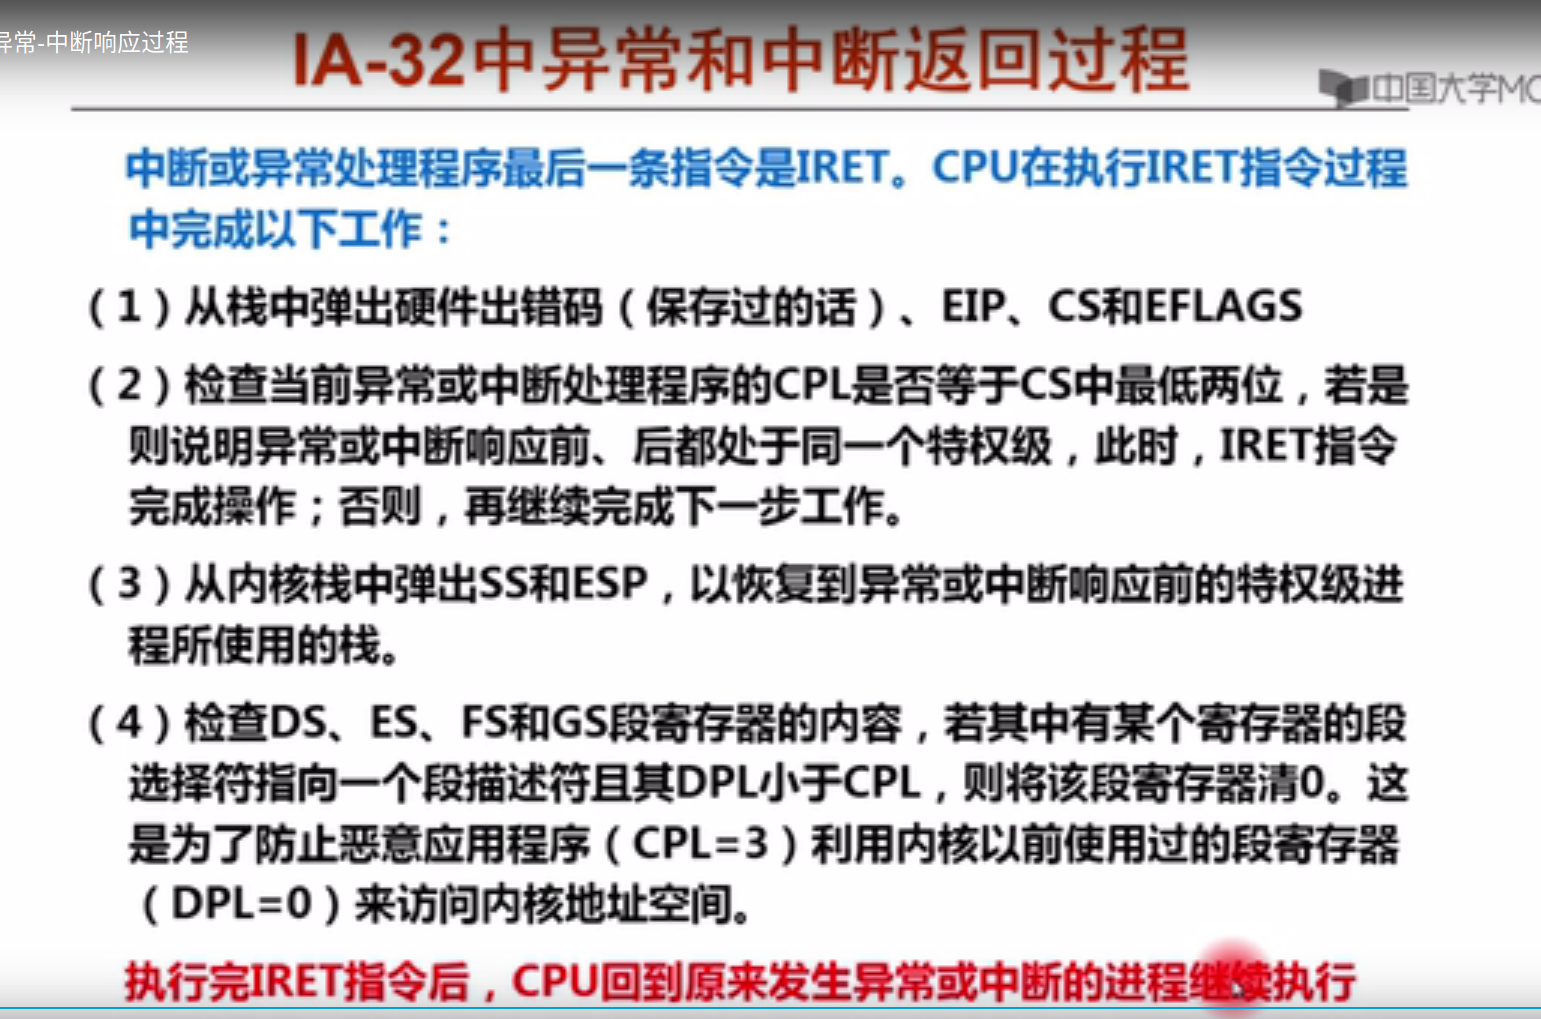 异常-中断响应过程
IA-32中异常和中断返回过程
中国大学MO
中断或异常处理程序最后一条指令是IRET。CPU在执行IRET指令过程
中完成以下工作：
（1）从栈中弹出硬件出错码（保存过的话）、EIP、CS和EFLAGS
（2）检查当前异常或中断处理程序的CPL是否等于CS中最低两位，若是
则说明异常或中断响应前、后都处于同一个特权级，此时，IRET指令
完成操作；否则，再继续完成下一步工作。
（3）从内核栈中弹出SS和ESP，以恢复到异常或中断响应前的特权级进
程所使用的栈。
（4）检查DS、ES、FS和GS段寄存器的内容，若其中有某个寄存器的段
选择符指向一个段描述符且其DPL小于CPL，则将该段寄存器清0。这
是为了防止恶意应用程序（CPL=3）利用内核以前使用过的段寄存器
（DPL=0）来访问内核地址空间。
执行完IRET指令后，CPU回到原来发生异常或中断的进程继续执行